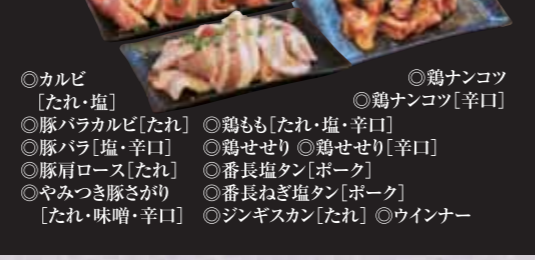 ◎カルビ
［たれ・塩］
◎豚バラカルビ［たれ］
◎豚バラ［塩・辛口］
◎豚肩ロース［たれ］
◎やみつき豚さがり
［たれ・味噌・辛口］
◎鶏ナンコツ
◎鶏ナンコツ［辛口］
◎鶏もも［たれ・塩・辛口］
◎鶏せせり ◎鶏せせり［辛口］
◎番長塩タン［ポーク］
◎番長ねぎ塩タン［ポーク］
◎ジンギスカン［たれ］ ◎ウインナー